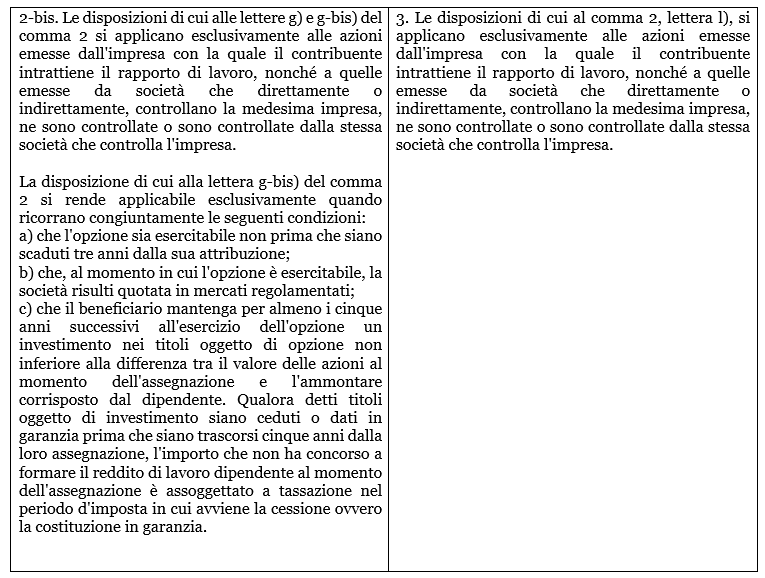 2-bis. Le disposizioni di cui alle lettere g) e g-bis) del
comma 2 si applicano esclusivamente alle azioni
emesse dall'impresa con la quale il contribuente
intrattiene il rapporto di lavoro, nonché a quelle
emesse da società che direttamente o
indirettamente, controllano la medesima impresa,
ne sono controllate o sono controllate dalla stessa
società che controlla l'impresa.
La disposizione di cui alla lettera g-bis) del comma
2 si rende applicabile esclusivamente quando
ricorrano congiuntamente le seguenti condizioni:
a) che l'opzione sia esercitabile non prima che siano
scaduti tre anni dalla sua attribuzione;
b) che, al momento in cui l'opzione è esercitabile, la
società risulti quotata in mercati regolamentati;
c) che il beneficiario mantenga per almeno i cinque
anni successivi all'esercizio dell'opzione un
investimento nei titoli oggetto di opzione non
inferiore alla differenza tra il valore delle azioni al
momento dell'assegnazione e l'ammontare
corrisposto dal dipendente. Qualora detti titoli
oggetto di investimento siano ceduti o dati in
garanzia prima che siano trascorsi cinque anni dalla
loro assegnazione, l'importo che non ha concorso a
formare il reddito di lavoro dipendente al momento
dell'assegnazione è assoggettato a tassazione nel
periodo d'imposta in cui avviene la cessione ovvero
la costituzione in garanzia.
3. Le disposizioni di cui al comma 2, lettera l), si
applicano esclusivamente alle azioni emesse
dall'impresa con la quale il contribuente
intrattiene il rapporto di lavoro, nonché a quelle
emesse da società che direttamente o
indirettamente, controllano la medesima impresa,
ne sono controllate o sono controllate dalla stessa
società che controlla l'impresa.